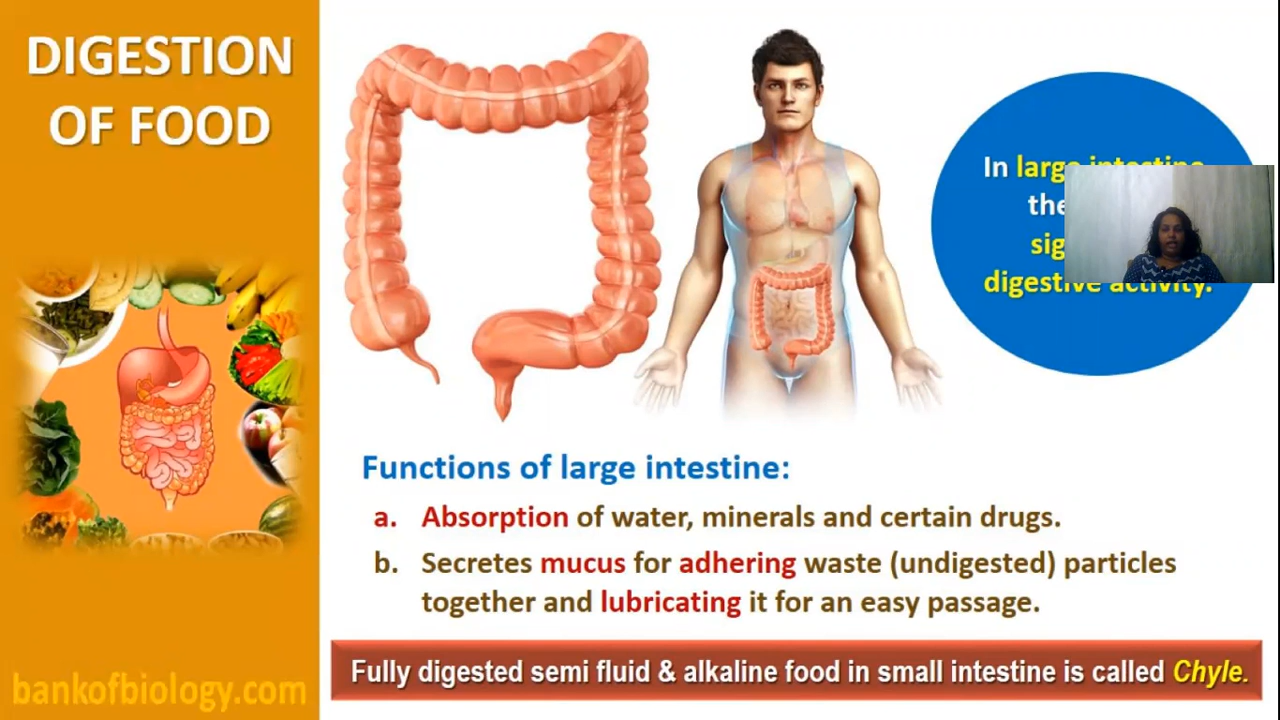 DIGESTION
OF FOOD
In large intestine
the
sig
digestive activity.
Functions of large intestine:
a. Absorption of water, minerals and certain drugs.
b. Secretes mucus for adhering waste (undigested) particles
together and lubricating it for an easy passage.
Fully digested semi fluid & alkaline food in small intestine is called Chyle.
bankofbiology.com